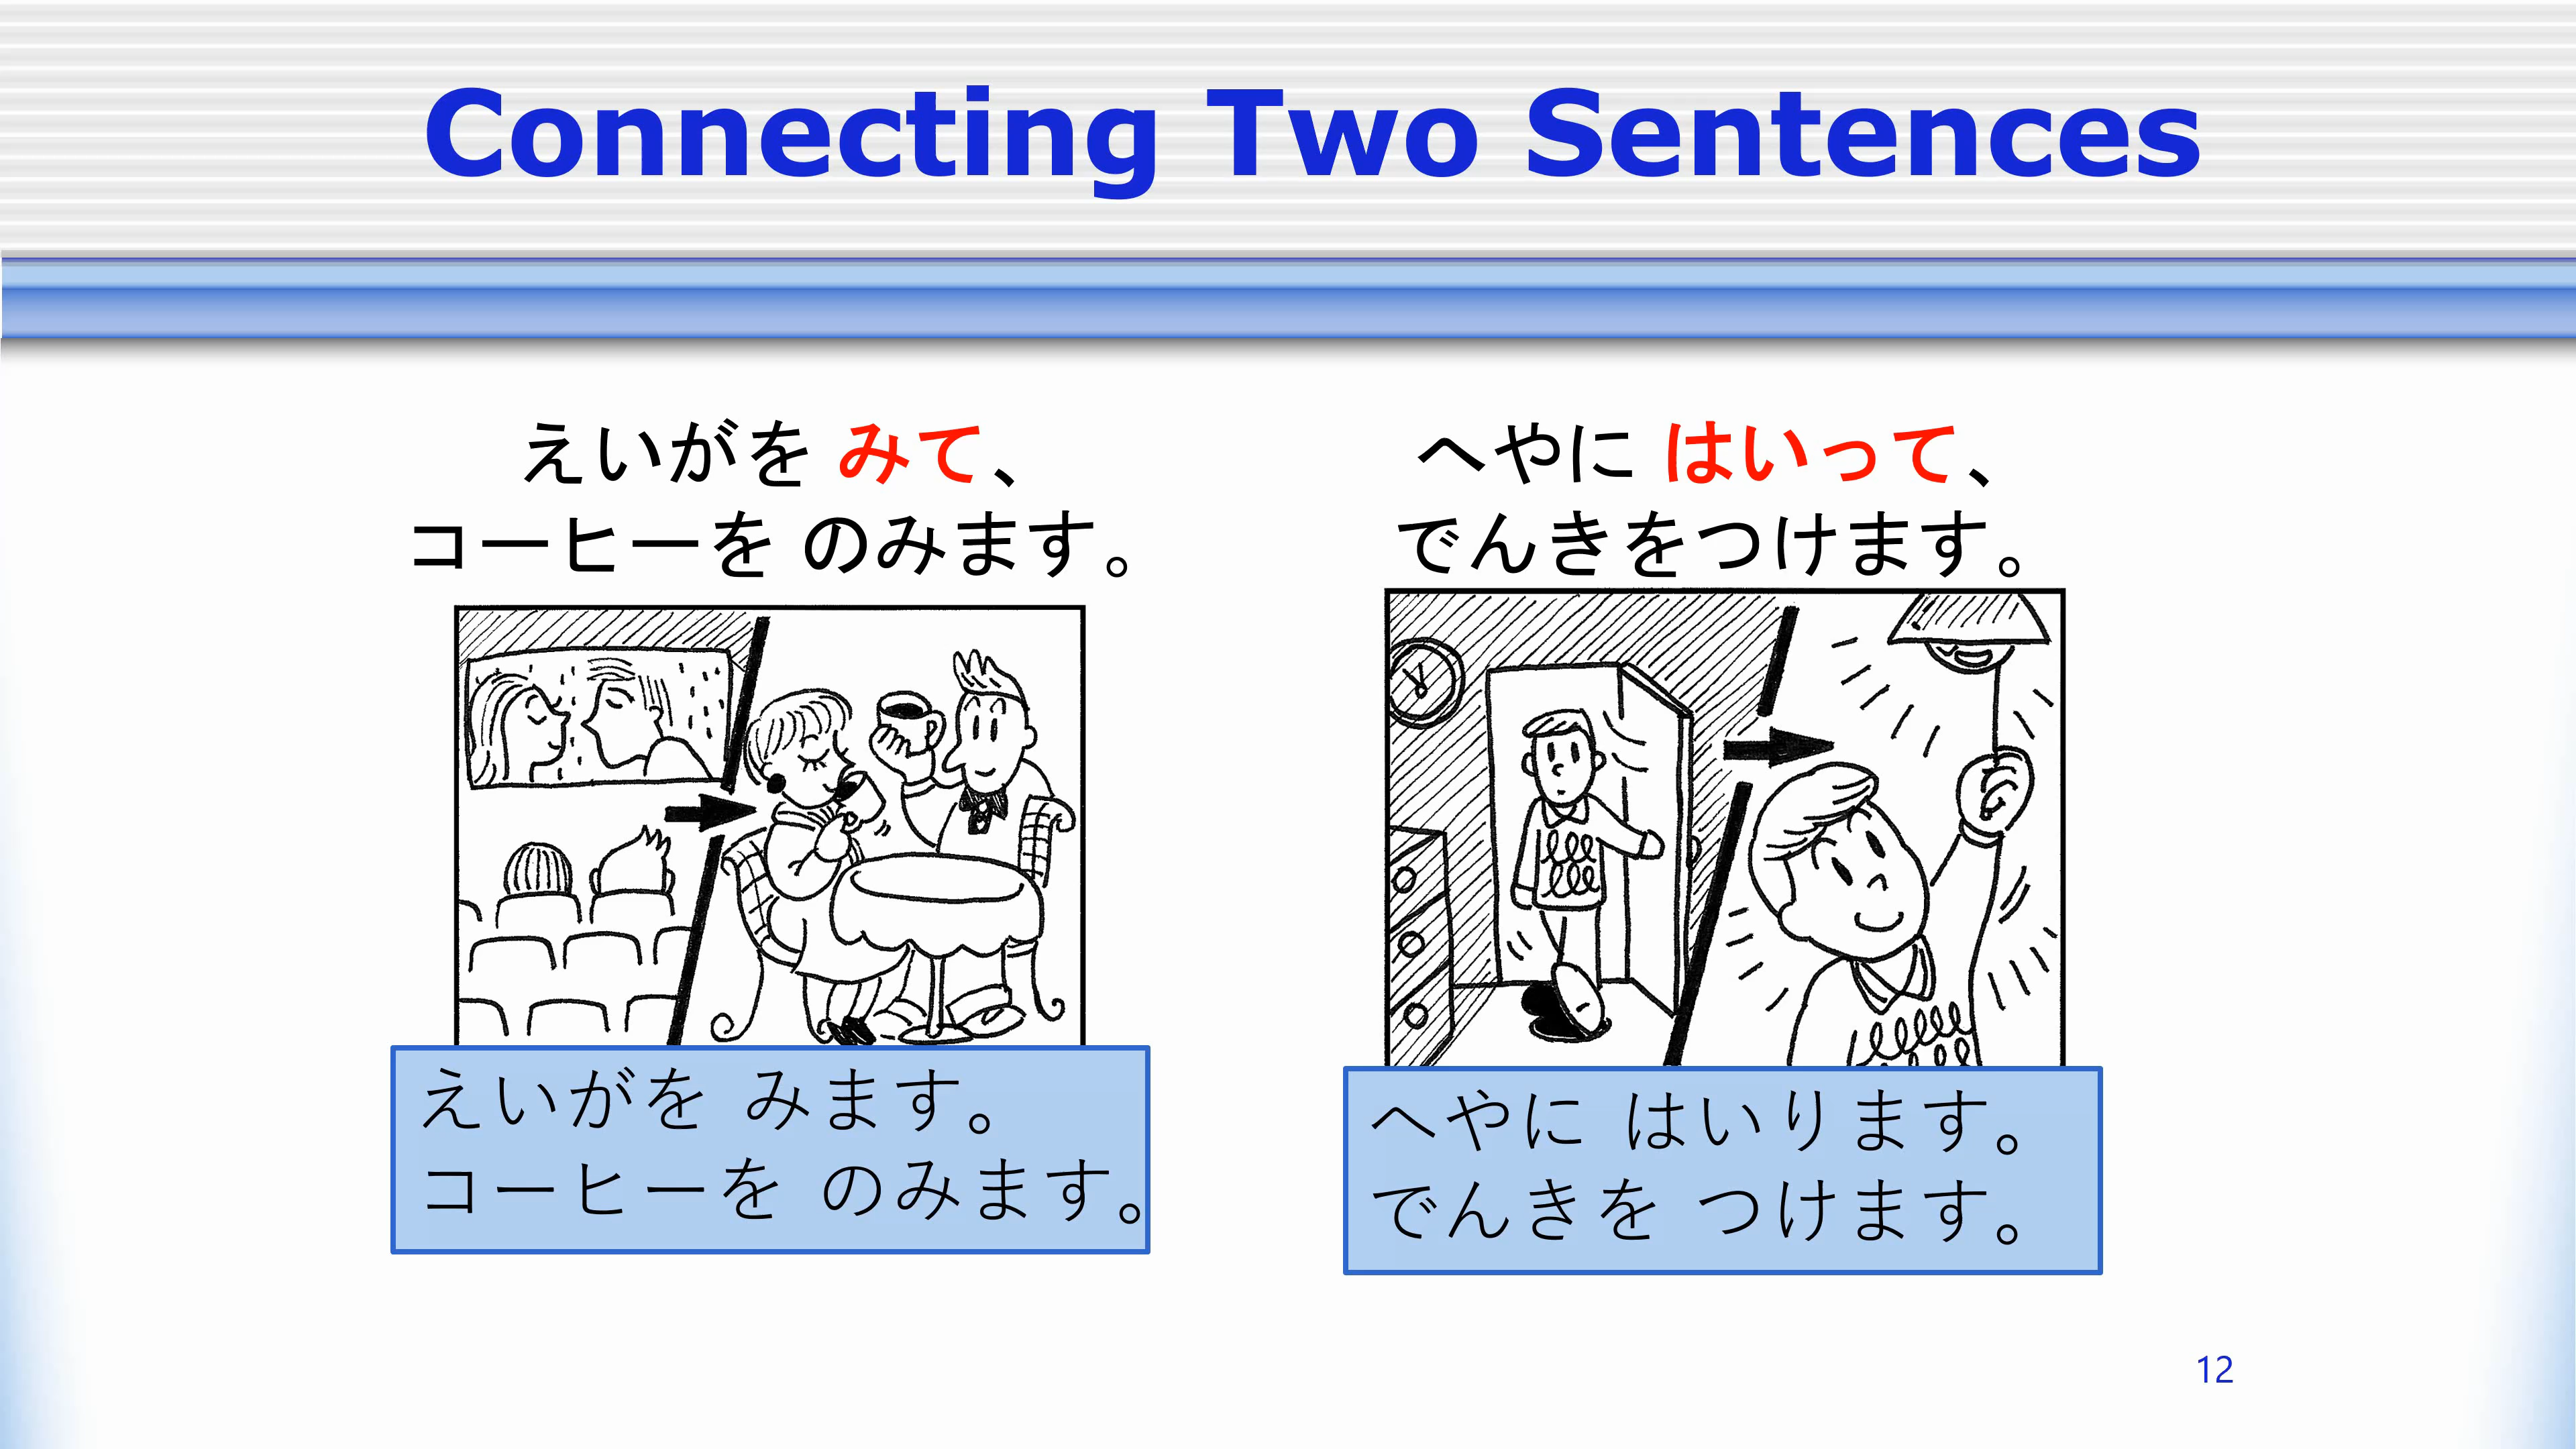 Connecting Two Sentences
えいがを みて、
コーヒーを のみます。
えいがを みます。
コーヒーを のみます。
へやに はいって、
でんきをつけます。
へやに はいります。
でんきを つけます。
12